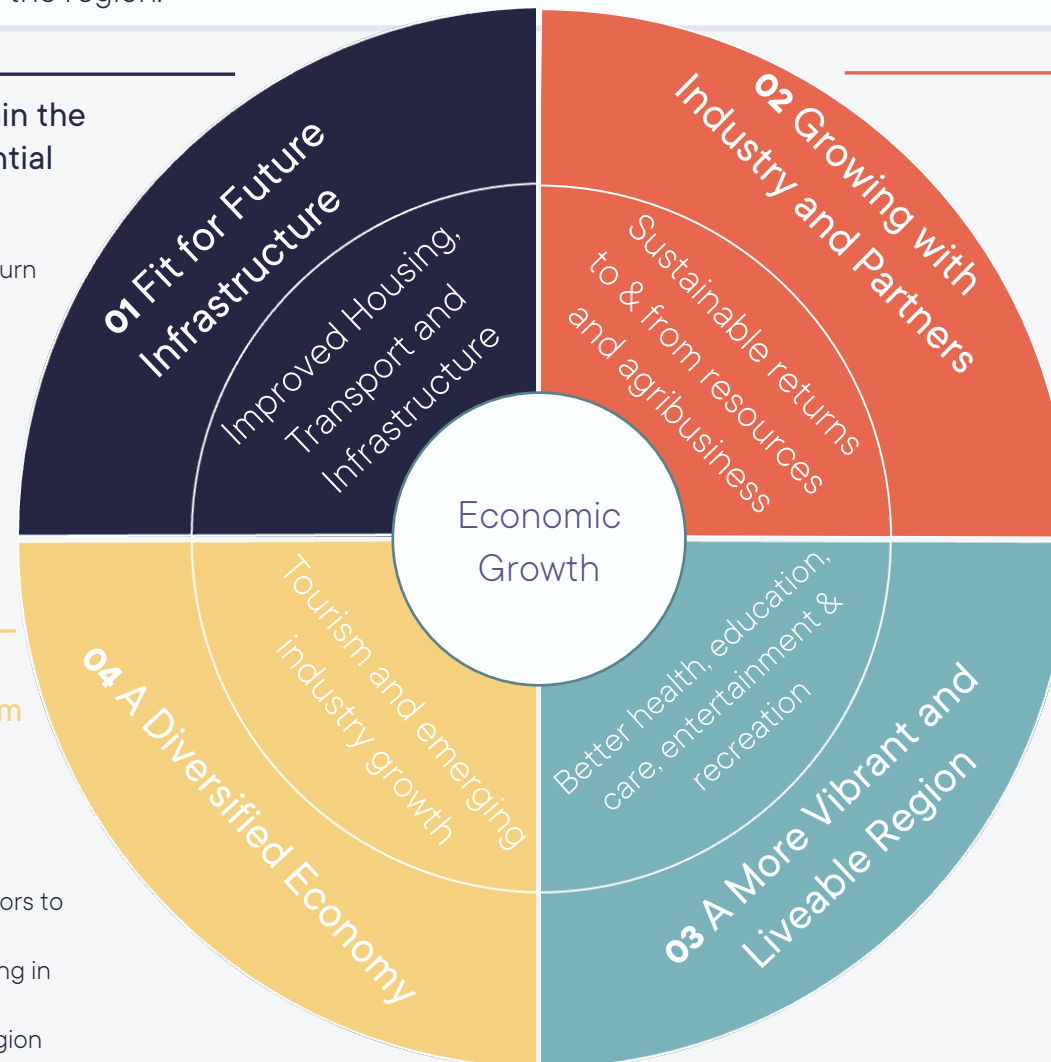 the region.
in the
01 Fit for Future
Infrastructure
Improved Housing,
Transport and
Infrastructure
02 Growing with
Industry and Partners
Sustainable returns
to & from resources
and agribusiness
Economic
Growth
Tourism and emerging
industry growth
04 A Diversified Economy
Better health, education,
care, entertainment &
recreation
03 A More Vibrant and
Liveable Region
ors to
ng in
gion